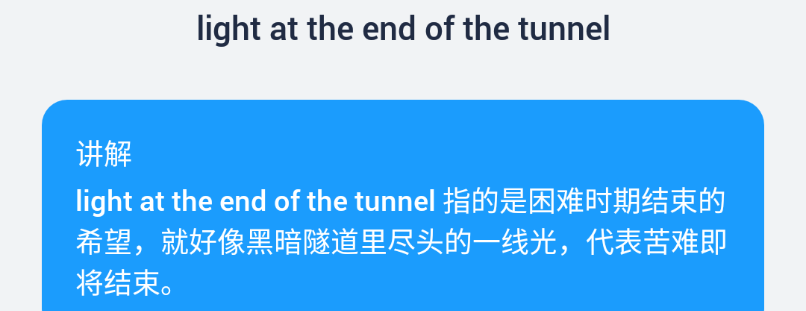 light at the end of the tunnel
讲解
light at the end of the tunnel 指的是困难时期结束的
希望，就好像黑暗隧道里尽头的一线光，代表苦难即
将结束。